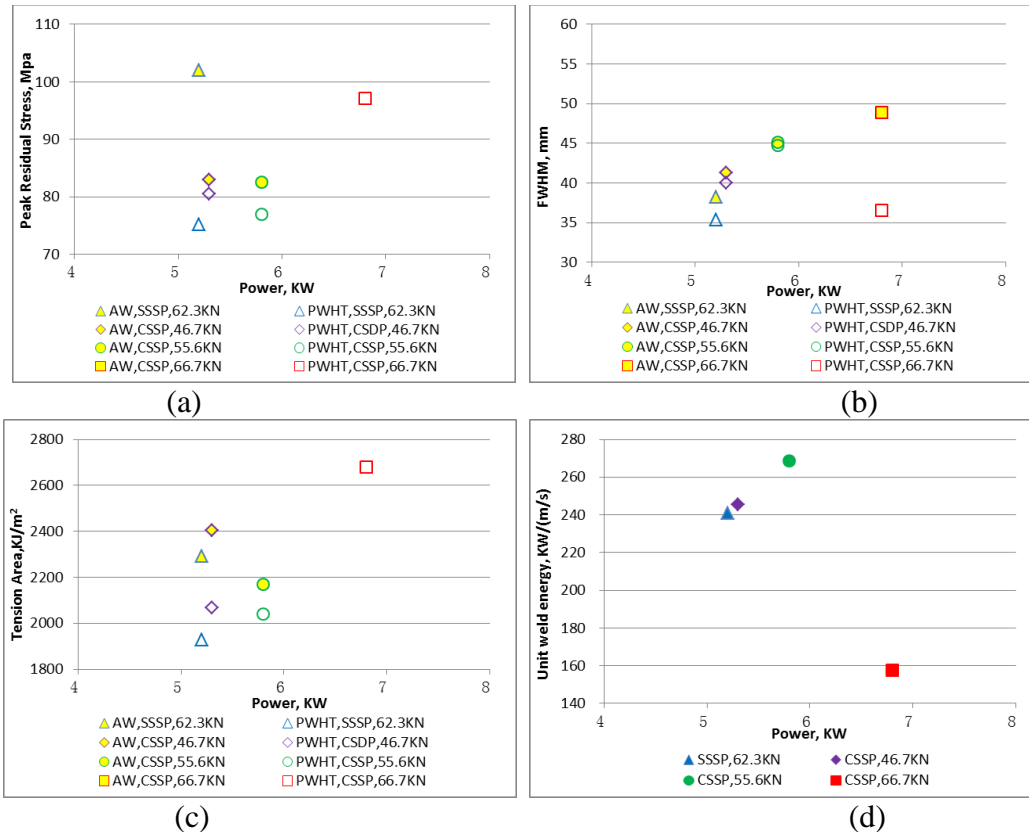 110
105
100
95
90
85
80
75
70
4 5 6 7 8
Peak Residual Stress, Mpa
Power, KW
AW,SSSP,62.3KN PWHT,SSSP,62.3KN
AW,CSSP,46.7KN PWHT,CSDP,46.7KN
AW,CSSP,55.6KN PWHT,CSSP,55.6KN
AW,CSSP,66.7KN PWHT,CSSP,66.7KN
(a)
60
55
50
45
40
35
30
4 5 6 7 8
FWHM, mm
Power, KW
AW,SSSP,62.3KN PWHT,SSSP,62.3KN
AW,CSSP,46.7KN PWHT,CSDP,46.7KN
AW,CSSP,55.6KN PWHT,CSSP,55.6KN
AW,CSSP,66.7KN PWHT,CSSP,66.7KN
(b)
2800
2600
2400
2200
2000
1800
4 5 6 7 8
Tension Area,KJ/m²
Power, KW
AW,SSSP,62.3KN PWHT,SSSP,62.3KN
AW,CSSP,46.7KN PWHT,CSDP,46.7KN
AW,CSSP,55.6KN PWHT,CSSP,55.6KN
AW,CSSP,66.7KN PWHT,CSSP,66.7KN
(c)
280
260
240
220
200
180
160
140
4 5 6 7 8
Unit weld energy, KW/(m/s)
Power, KW
SSSP,62.3KN CSSP,46.7KN
CSSP,55.6KN CSSP,66.7KN
(d)